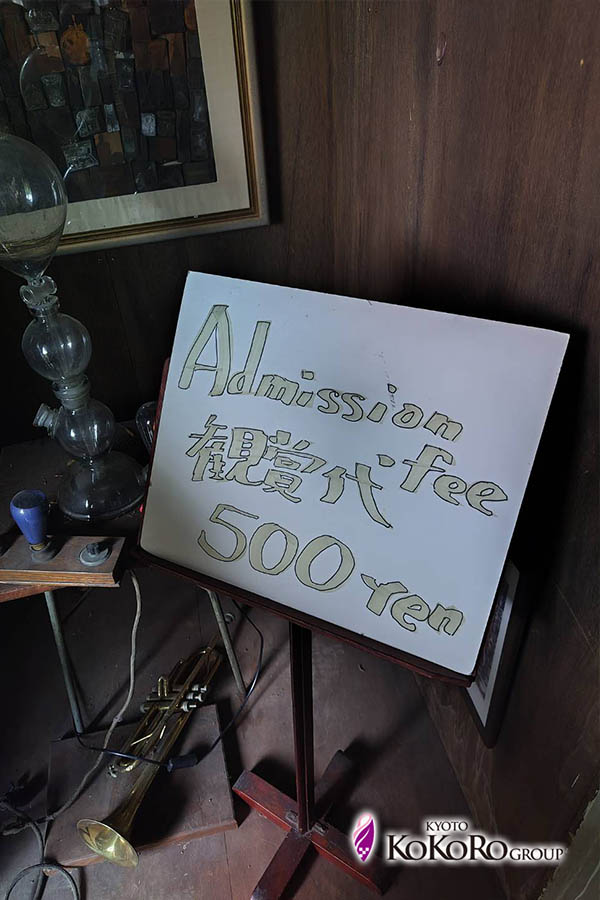 Admission
観賞代 fee
500 Yen
KYOTO
KOKORO GROUP